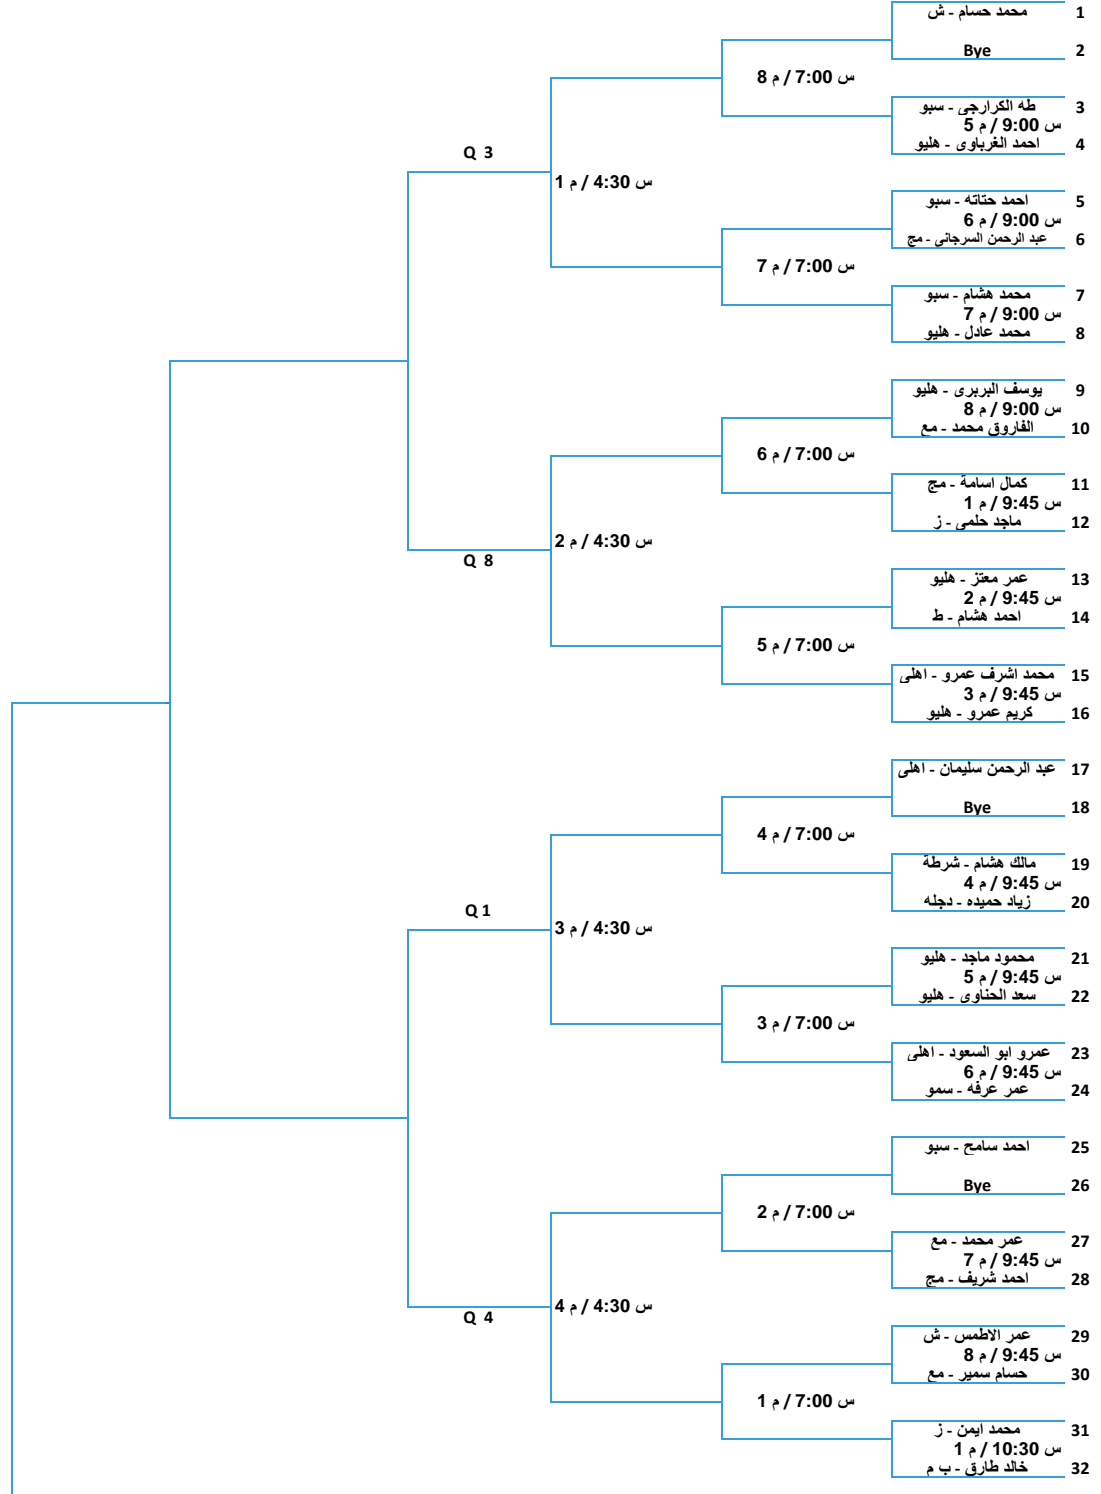 محمد حسام - ش 1
Bye 2
س 7:00 / م 8
طه الكرارجى - سبو 3
س 9:00 / م 5
احمد الغرباوى - هليو 4
Q 3
س 4:30 / م 1
احمد حتاته - سبو 5
س 9:00 / م 6
عبد الرحمن السرجانى - مج 6
س 7:00 / م 7
محمد هشام - سبو 7
س 9:00 / م 7
محمد عادل - هليو 8
يوسف البربرى - هليو 9
س 9:00 / م 8
الفاروق محمد - مع 10
س 7:00 / م 6
كمال اسامة - مج 11
س 9:45 / م 1
ماجد حلمى - ز 12
س 4:30 / م 2
Q 8
عمر معتز - هليو 13
س 9:45 / م 2
احمد هشام - ط 14
س 7:00 / م 5
محمد اشرف عمرو - اهلى 15
س 9:45 / م 3
كريم عمرو - هليو 16
عبد الرحمن سليمان - اهلى 17
Bye 18
س 7:00 / م 4
مالك هشام - شرطة 19
س 9:45 / م 4
زياد حميده - دجله 20
Q 1
س 4:30 / م 3
محمود ماجد - هليو 21
س 9:45 / م 5
سعد الحناوى - هليو 22
س 7:00 / م 3
عمرو ابو السعود - اهلى 23
س 9:45 / م 6
عمر عرفه - سمو 24
احمد سامح - سبو 25
Bye 26
س 7:00 / م 2
عمر محمد - مع 27
س 9:45 / م 7
احمد شريف - مج 28
س 4:30 / م 4
Q 4
عمر الاطمس - ش 29
س 9:45 / م 8
حسام سمير - مع 30
س 7:00 / م 1
محمد ايمن - ز 31
س 10:30 / م 1
خالد طارق - ب م 32